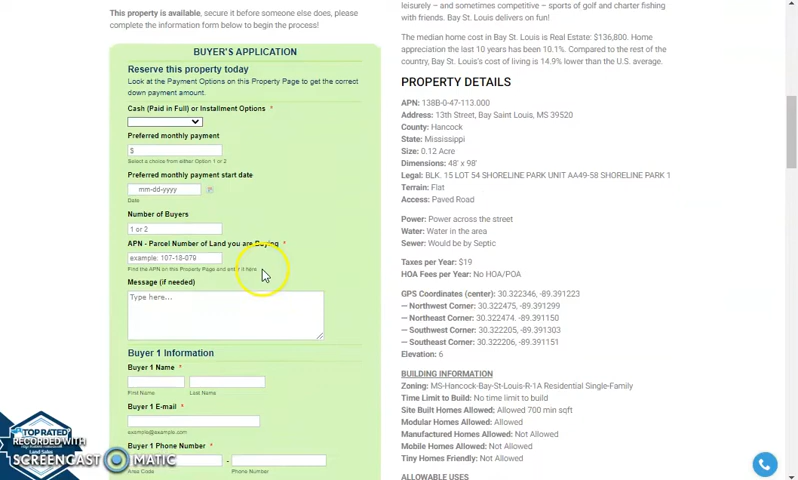 This property is available, secure it before someone else does, please
complete the information form below to begin the process!
BUYER'S APPLICATION
Reserve this property today
Look at the Payment Options on this Property Page to get the correct
down payment amount.
Cash (Paid in Full) or Installment Options *
Preferred monthly payment
$
Select a choice from either Option 1 or 2
Preferred monthly payment start date
mm-dd-yyyy
Date
Number of Buyers
1 or 2
APN - Parcel Number of Land you are Buying *
example: 107-18-079
Find the APN on this Property Page and enter it here
Message (if needed)
Type here...
Buyer 1 Information
Buyer 1 Name *
First Name Last Name
Buyer 1 E-mail *
example@example.com
Buyer 1 Phone Number *
-
Area Code Phone Number
leisurely – and sometimes competitive – sports of golf and charter fishing
with friends. Bay St. Louis delivers on fun!
The median home cost in Bay St. Louis is Real Estate: $136,800. Home
appreciation the last 10 years has been 10.1%. Compared to the rest of the
country, Bay St. Louis's cost of living is 14.9% lower than the U.S. average.
PROPERTY DETAILS
APN: 138B-0-47-113.000
Address: 13th Street, Bay Saint Louis, MS 39520
County: Hancock
State: Mississippi
Size: 0.12 Acre
Dimensions: 48' x 98'
Legal: BLK. 15 LOT 54 SHORELINE PARK UNIT AA49-58 SHORELINE PARK 1
Terrain: Flat
Access: Paved Road
Power: Power across the street
Water: Water in the area
Sewer: Would be by Septic
Taxes per Year: $19
HOA Fees per Year: No HOA/POA
GPS Coordinates (center): 30.322346, -89.391223
— Northwest Corner: 30.322475, -89.391299
— Northeast Corner: 30.322474. -89.391150
— Southwest Corner: 30.322205, -89.391303
— Southeast Corner: 30.322206, -89.391151
Elevation: 6
BUILDING INFORMATION
Zoning: MS-Hancock-Bay-St-Louis-R-1A Residential Single-Family
Time Limit to Build: No time limit to build
Site Built Homes Allowed: Allowed 700 min sqft
Modular Homes Allowed: Allowed
Manufactured Homes Allowed: Not Allowed
Mobile Homes Allowed: Not Allowed
Tiny Homes Friendly: Not Allowed
ALLOWABLE USES
TOP RATED
Land Sales
RECORDED WITH
SCREENCAST MATIC